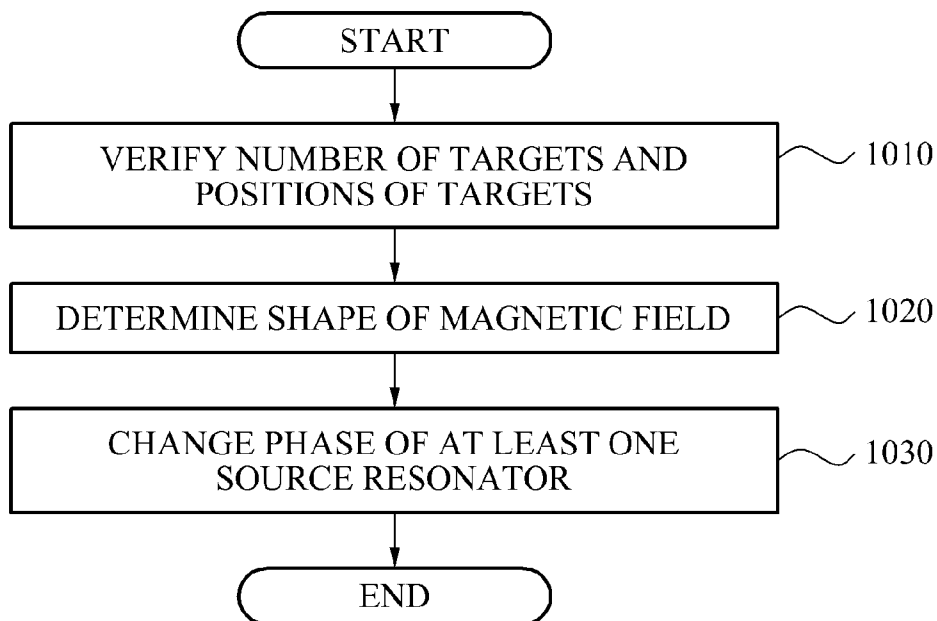 START
VERIFY NUMBER OF TARGETS AND
POSITIONS OF TARGETS
1010
DETERMINE SHAPE OF MAGNETIC FIELD
1020
CHANGE PHASE OF AT LEAST ONE
SOURCE RESONATOR
1030
END